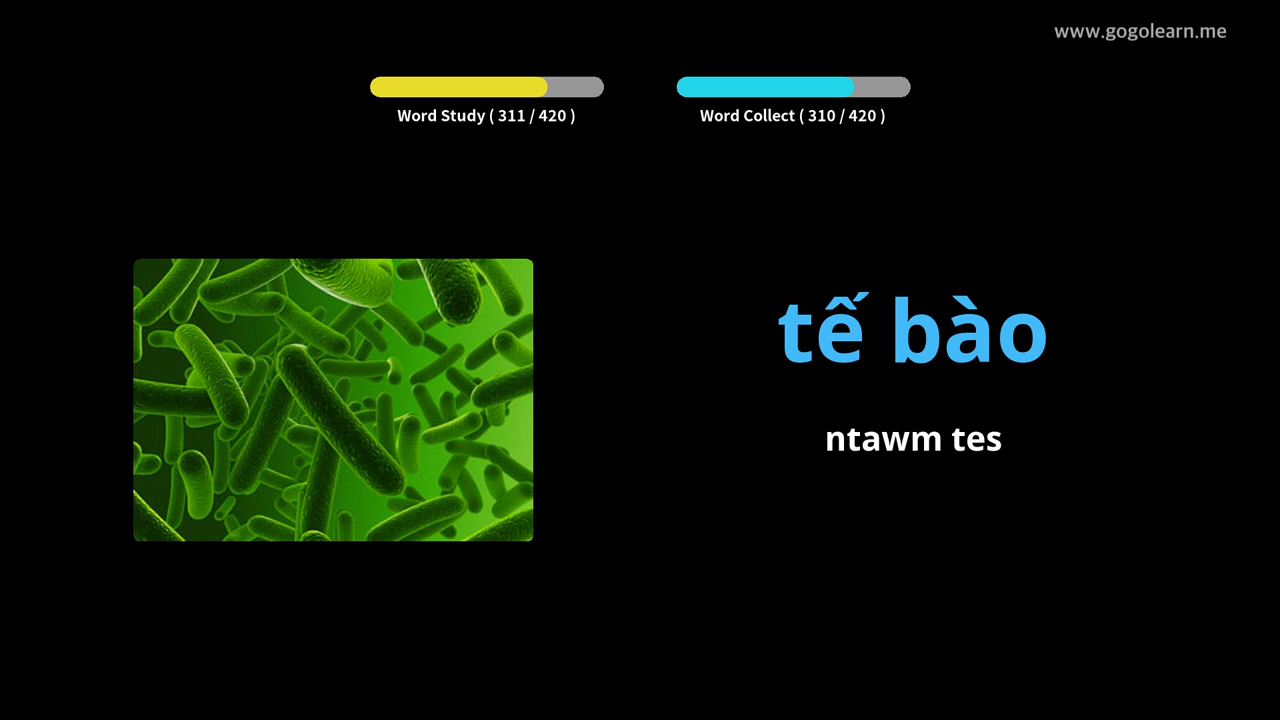 www.gogolearn.me
Word Study ( 311 / 420 )
Word Collect ( 310 / 420 )
tế bào
ntawm tes